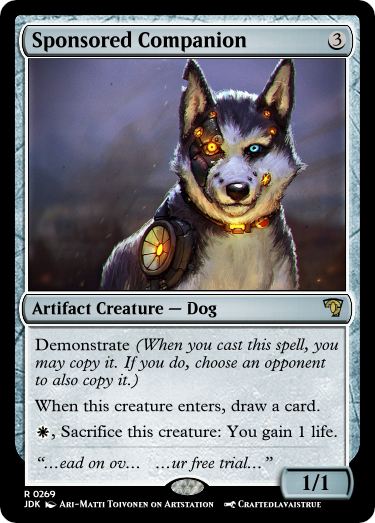 Sponsored Companion 3
Artifact Creature — Dog
Demonstrate (When you cast this spell, you
may copy it. If you do, choose an opponent
to also copy it.)
When this creature enters, draw a card.
, Sacrifice this creature: You gain 1 life.
“…ead on ov… …ur free trial…”
1/1
R 0269
JDK Ari-Matti Toivonen on Artstation Craftedlavaistrue